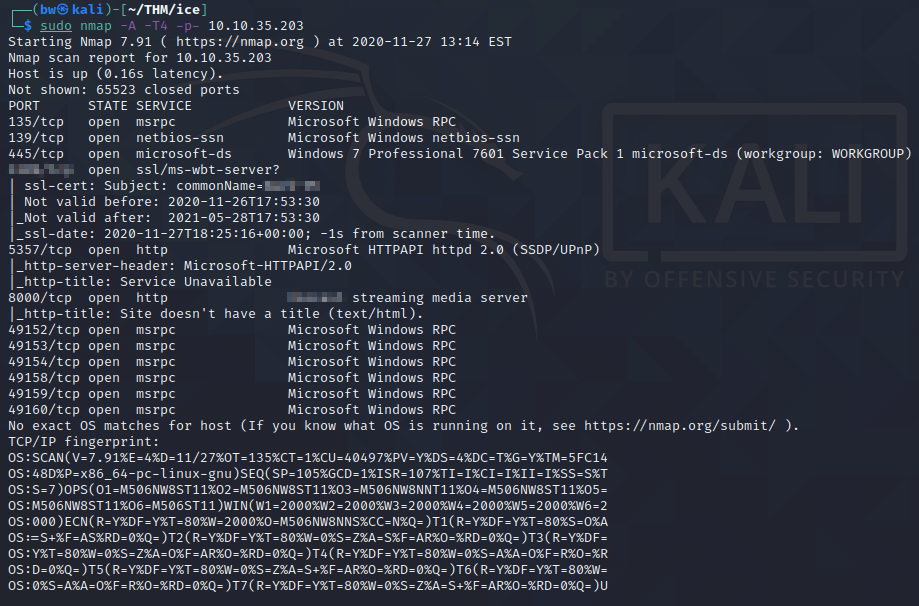 ┌──(bw㉿kali)-[~/THM/ice]
└─$ sudo nmap -A -T4 -p- 10.10.35.203
Starting Nmap 7.91 ( https://nmap.org ) at 2020-11-27 13:14 EST
Nmap scan report for 10.10.35.203
Host is up (0.16s latency).
Not shown: 65523 closed ports
PORT      STATE SERVICE            VERSION
135/tcp   open  msrpc              Microsoft Windows RPC
139/tcp   open  netbios-ssn        Microsoft Windows netbios-ssn
445/tcp   open  microsoft-ds       Windows 7 Professional 7601 Service Pack 1 microsoft-ds (workgroup: WORKGROUP)
open  ssl/ms-wbt-server?
| ssl-cert: Subject: commonName=
| Not valid before: 2020-11-26T17:53:30
|_Not valid after:  2021-05-28T17:53:30
|_ssl-date: 2020-11-27T18:25:16+00:00; -1s from scanner time.
5357/tcp  open  http               Microsoft HTTPAPI httpd 2.0 (SSDP/UPnP)
|_http-server-header: Microsoft-HTTPAPI/2.0
|_http-title: Service Unavailable
8000/tcp  open  http               streaming media server
|_http-title: Site doesn't have a title (text/html).
49152/tcp open  msrpc              Microsoft Windows RPC
49153/tcp open  msrpc              Microsoft Windows RPC
49154/tcp open  msrpc              Microsoft Windows RPC
49158/tcp open  msrpc              Microsoft Windows RPC
49159/tcp open  msrpc              Microsoft Windows RPC
49160/tcp open  msrpc              Microsoft Windows RPC
No exact OS matches for host (If you know what OS is running on it, see https://nmap.org/submit/ ).
TCP/IP fingerprint:
OS:SCAN(V=7.91%E=4%D=11/27%OT=135%CT=1%CU=40497%PV=Y%DS=4%DC=T%G=Y%TM=5FC14
OS:48D%P=x86_64-pc-linux-gnu)SEQ(SP=105%GCD=1%ISR=107%TI=I%CI=I%II=I%SS=S%T
OS:S=7)OPS(O1=M506NW8ST11%O2=M506NW8ST11%O3=M506NW8NNT11%O4=M506NW8ST11%O5=
OS:M506NW8ST11%O6=M506ST11)WIN(W1=2000%W2=2000%W3=2000%W4=2000%W5=2000%W6=2
OS:000)ECN(R=Y%DF=Y%T=80%W=2000%O=M506NW8NNS%CC=N%Q=)T1(R=Y%DF=Y%T=80%S=O%A
OS:=S+%F=AS%RD=0%Q=)T2(R=Y%DF=Y%T=80%W=0%S=Z%A=S%F=AR%O=%RD=0%Q=)T3(R=Y%DF=
OS:Y%T=80%W=0%S=Z%A=O%F=AR%O=%RD=0%Q=)T4(R=Y%DF=Y%T=80%W=0%S=A%A=O%F=R%O=%R
OS:D=0%Q=)T5(R=Y%DF=Y%T=80%W=0%S=Z%A=S+%F=AR%O=%RD=0%Q=)T6(R=Y%DF=Y%T=80%W=
OS:0%S=A%A=O%F=R%O=%RD=0%Q=)T7(R=Y%DF=Y%T=80%W=0%S=Z%A=S+%F=AR%O=%RD=0%Q=)U
KALI
BY OFFENSIVE SECURITY